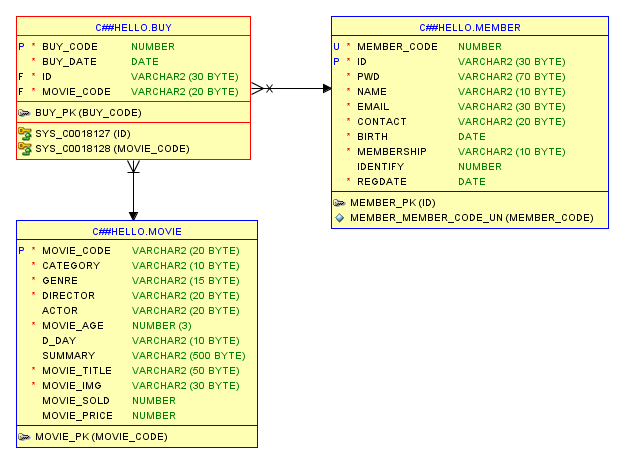 C##HELLO.BUY
P * BUY_CODE NUMBER
* BUY_DATE DATE
F * ID VARCHAR2 (30 BYTE)
F * MOVIE_CODE VARCHAR2 (20 BYTE)
BUY_PK (BUY_CODE)
SYS_C0018127 (ID)
SYS_C0018128 (MOVIE_CODE)
C##HELLO.MEMBER
U * MEMBER_CODE NUMBER
P * ID VARCHAR2 (30 BYTE)
* PWD VARCHAR2 (70 BYTE)
* NAME VARCHAR2 (10 BYTE)
* EMAIL VARCHAR2 (30 BYTE)
* CONTACT VARCHAR2 (20 BYTE)
* BIRTH DATE
* MEMBERSHIP VARCHAR2 (10 BYTE)
IDENTIFY NUMBER
* REGDATE DATE
MEMBER_PK (ID)
MEMBER_MEMBER_CODE_UN (MEMBER_CODE)
C##HELLO.MOVIE
P * MOVIE_CODE VARCHAR2 (20 BYTE)
* CATEGORY VARCHAR2 (10 BYTE)
* GENRE VARCHAR2 (15 BYTE)
* DIRECTOR VARCHAR2 (20 BYTE)
ACTOR VARCHAR2 (20 BYTE)
* MOVIE_AGE NUMBER (3)
D_DAY VARCHAR2 (10 BYTE)
SUMMARY VARCHAR2 (500 BYTE)
* MOVIE_TITLE VARCHAR2 (50 BYTE)
* MOVIE_IMG VARCHAR2 (30 BYTE)
MOVIE_SOLD NUMBER
MOVIE_PRICE NUMBER
MOVIE_PK (MOVIE_CODE)